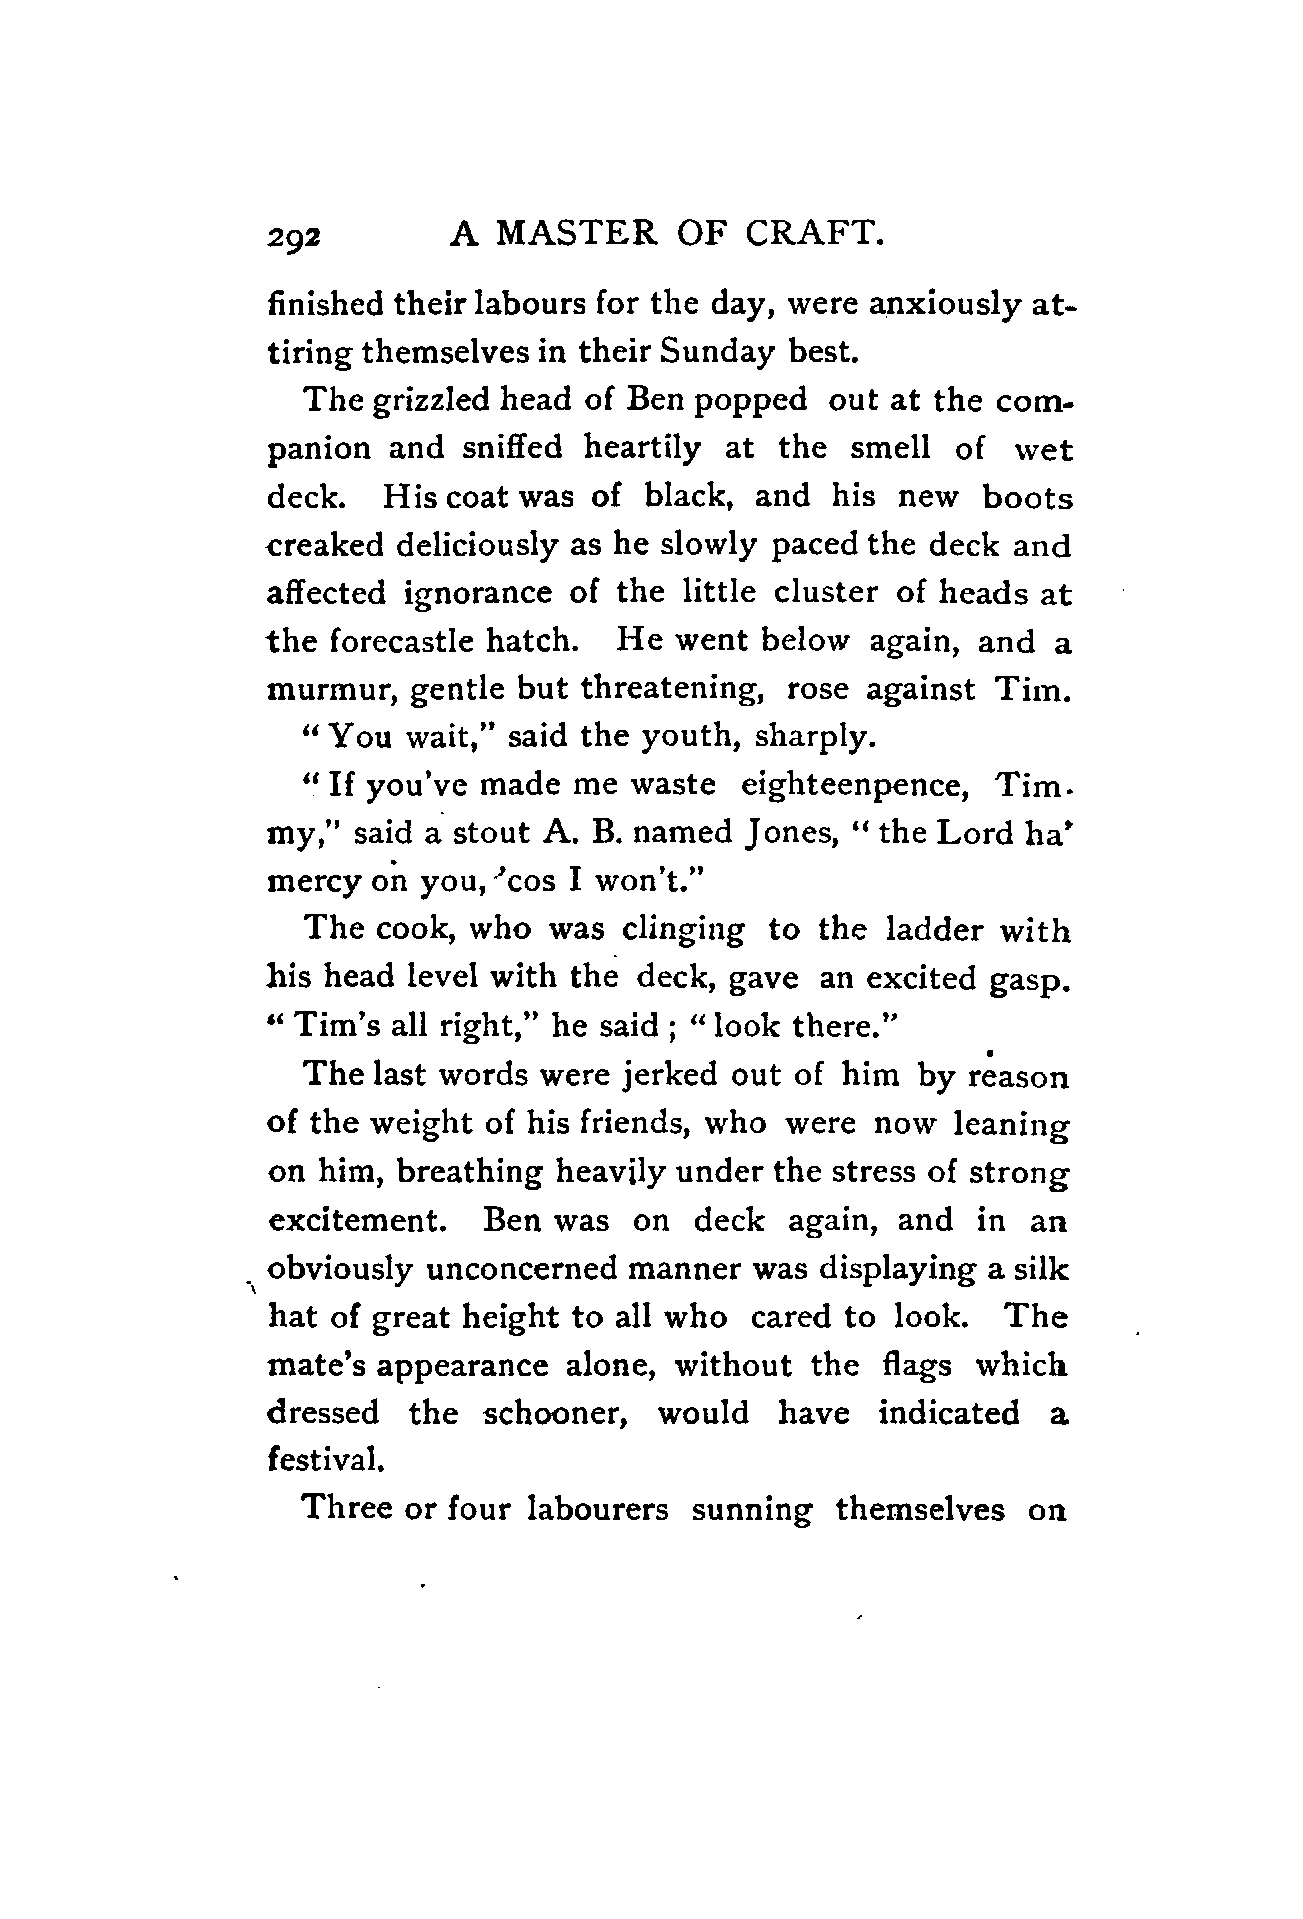 292 A MASTER OF CRAFT.
finished their labours for the day, were anxiously at-
tiring themselves in their Sunday best.
The grizzled head of Ben popped out at the com-
panion and sniffed heartily at the smell of wet
deck. His coat was of black, and his new boots
creaked deliciously as he slowly paced the deck and
affected ignorance of the little cluster of heads at
the forecastle hatch. He went below again, and a
murmur, gentle but threatening, rose against Tim.
"You wait," said the youth, sharply.
"If you've made me waste eighteenpence, Tim-
my," said a stout A. B. named Jones, "the Lord ha'
mercy on you, 'cos I won't."
The cook, who was clinging to the ladder with
his head level with the deck, gave an excited gasp.
"Tim's all right," he said; "look there."
The last words were jerked out of him by reason
of the weight of his friends, who were now leaning
on him, breathing heavily under the stress of strong
excitement. Ben was on deck again, and in an
obviously unconcerned manner was displaying a silk
hat of great height to all who cared to look. The
mate's appearance alone, without the flags which
dressed the schooner, would have indicated a
festival.
Three or four labourers sunning themselves on